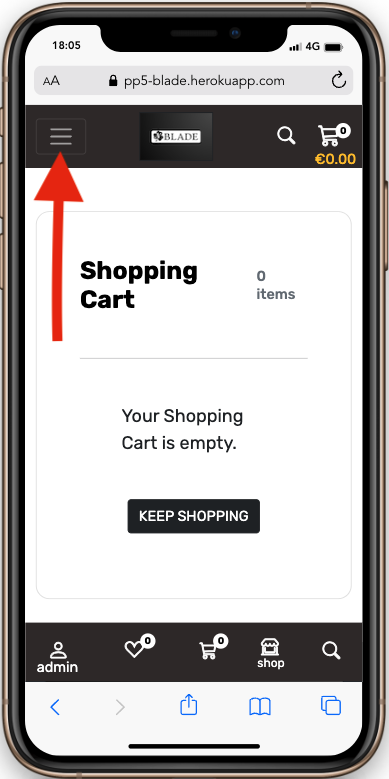 18:05
4G
AA
pp5-blade.herokuapp.com
BLADE
0
€0.00
Shopping
Cart
0
items
Your Shopping
Cart is empty.
KEEP SHOPPING
admin
0
0
shop